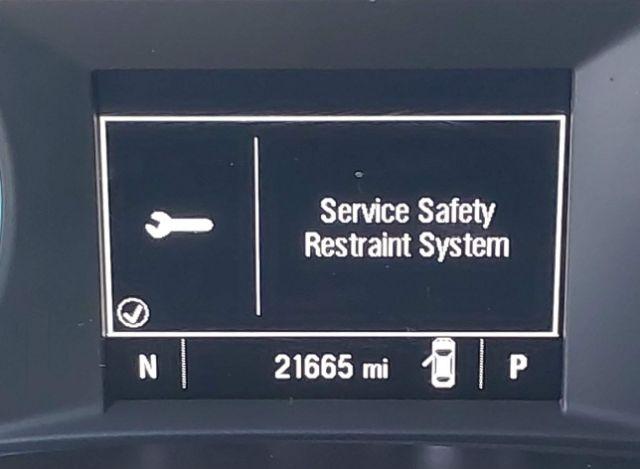 Service Safety
Restraint System
N 21665 mi P